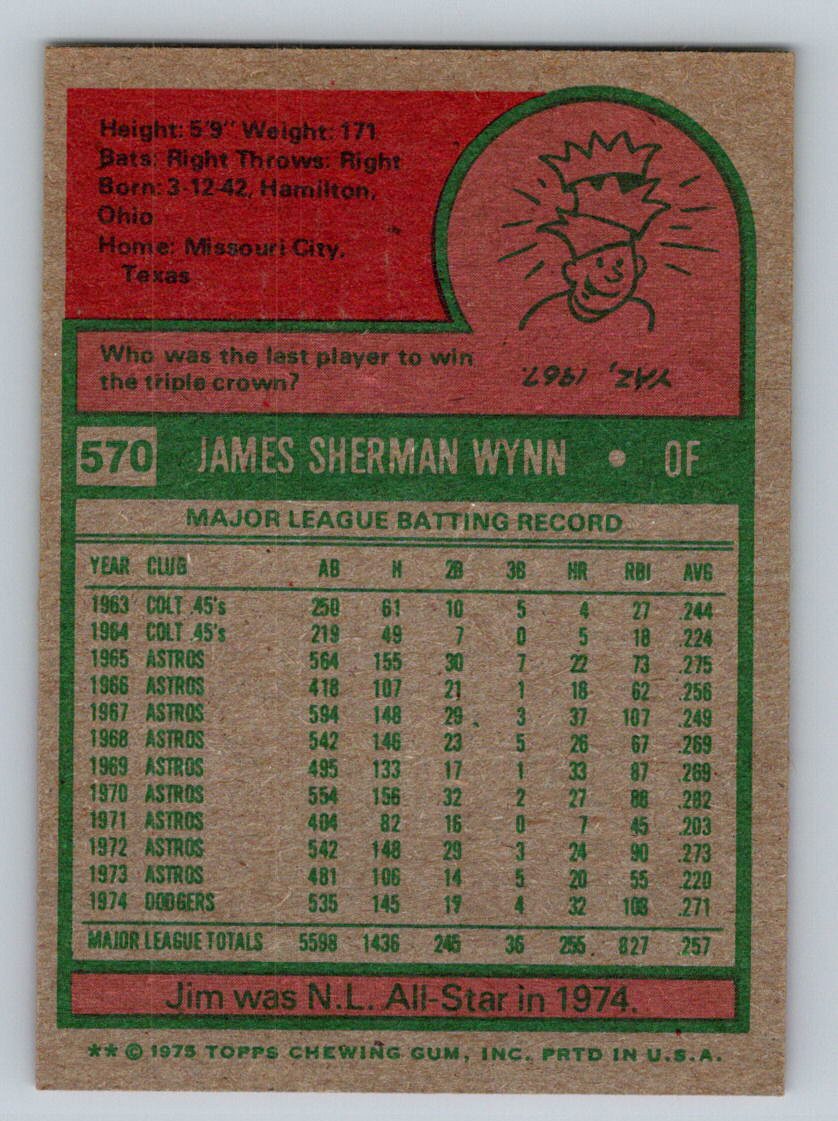 Height: 5'9" Weight: 171
Bats: Right Throws: Right
Born: 3-12-42, Hamilton,
Ohio
Home: Missouri City,
Texas
Who was the last player to win
the triple crown?
YAZ, 1967.
570 JAMES SHERMAN WYNN • OF
MAJOR LEAGUE BATTING RECORD
YEAR CLUB AB H 2B 3B HR RBI AVG
1963 COLT .45's 250 61 10 5 4 27 .244
1964 COLT .45's 219 49 7 0 5 18 .224
1965 ASTROS 564 155 30 7 22 73 .275
1966 ASTROS 418 107 21 1 18 62 .256
1967 ASTROS 594 148 29 3 37 107 .249
1968 ASTROS 542 146 23 5 26 67 .269
1969 ASTROS 495 133 17 1 33 87 .269
1970 ASTROS 554 156 32 2 27 88 .282
1971 ASTROS 404 82 16 0 7 45 .203
1972 ASTROS 542 148 29 3 24 90 .273
1973 ASTROS 481 106 14 5 20 55 .220
1974 DODGERS 535 145 17 4 32 108 .271
MAJOR LEAGUE TOTALS 5598 1436 245 36 255 827 .257
Jim was N.L. All-Star in 1974.
** © 1975 TOPPS CHEWING GUM, INC. PRTD IN U.S.A.